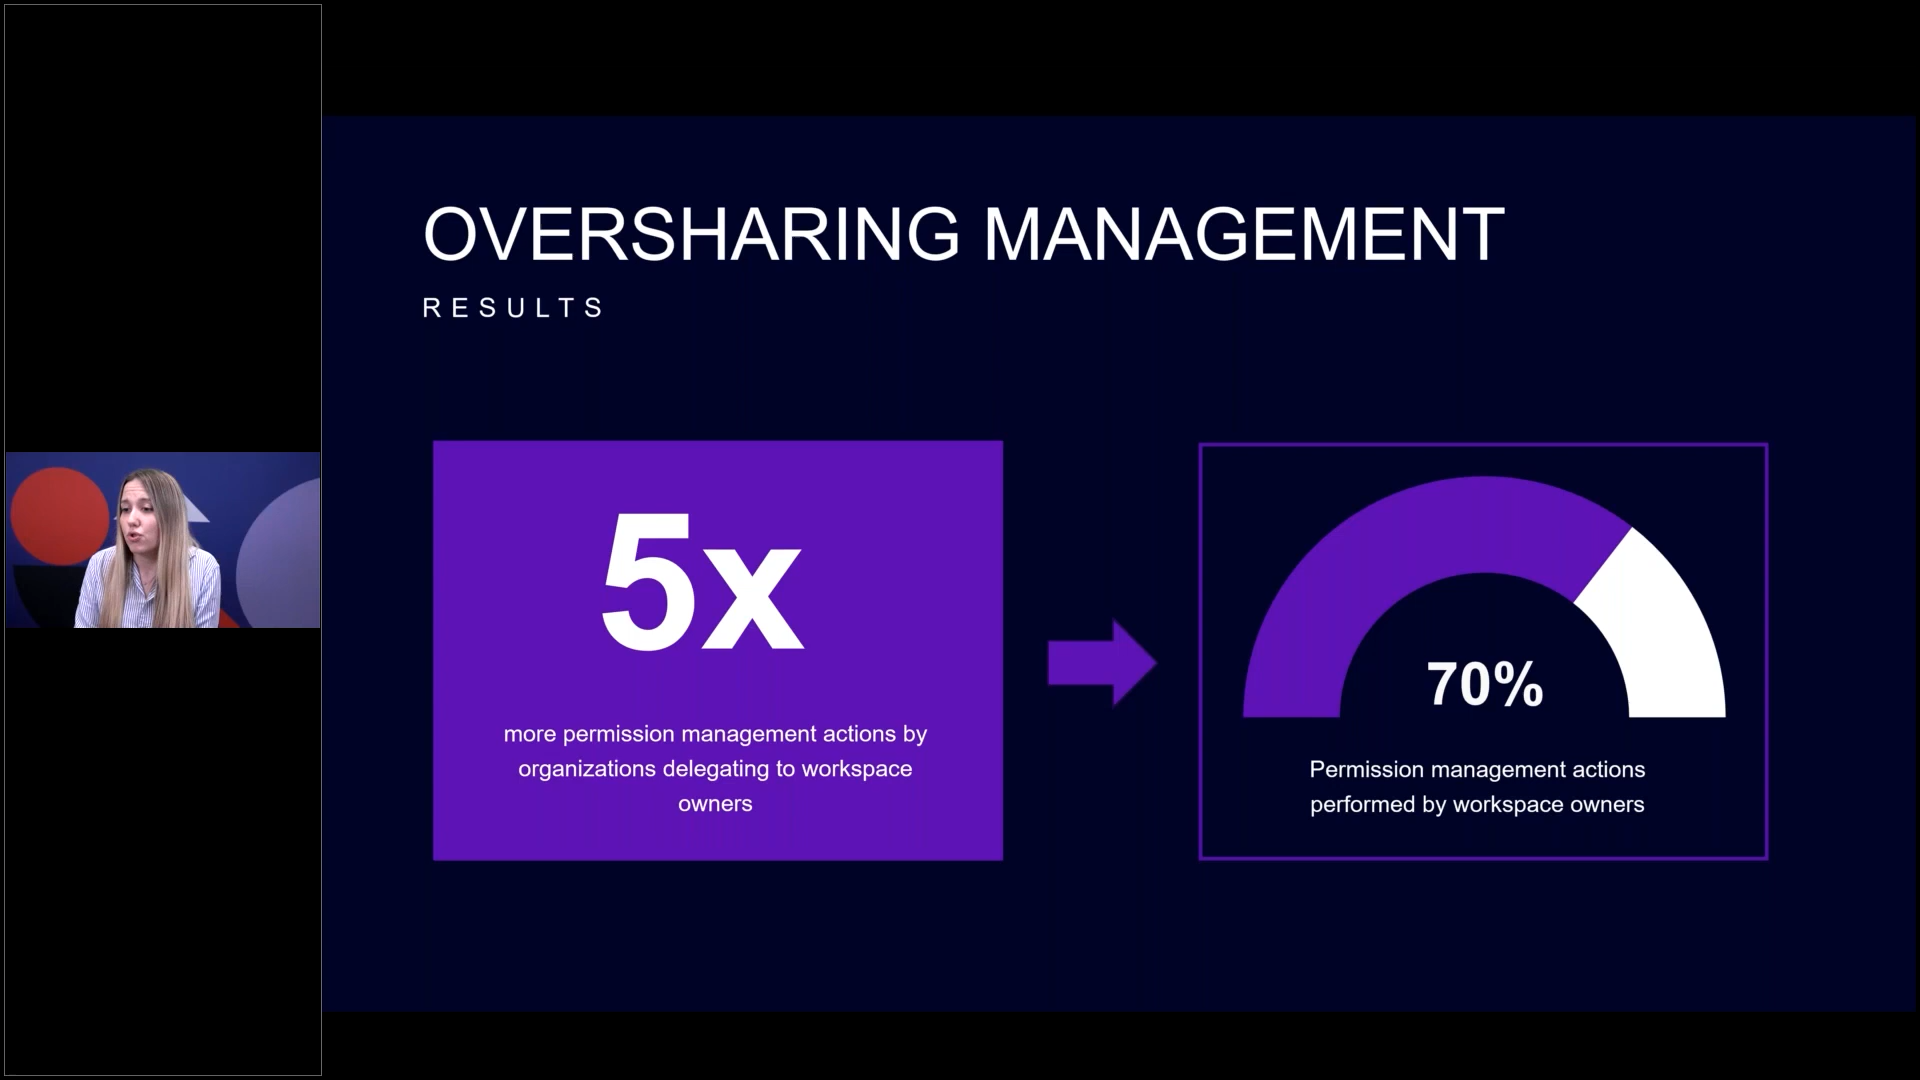 OVERSHARING MANAGEMENT
RESULTS
5x
more permission management actions by
organizations delegating to workspace
owners
70%
Permission management actions
performed by workspace owners